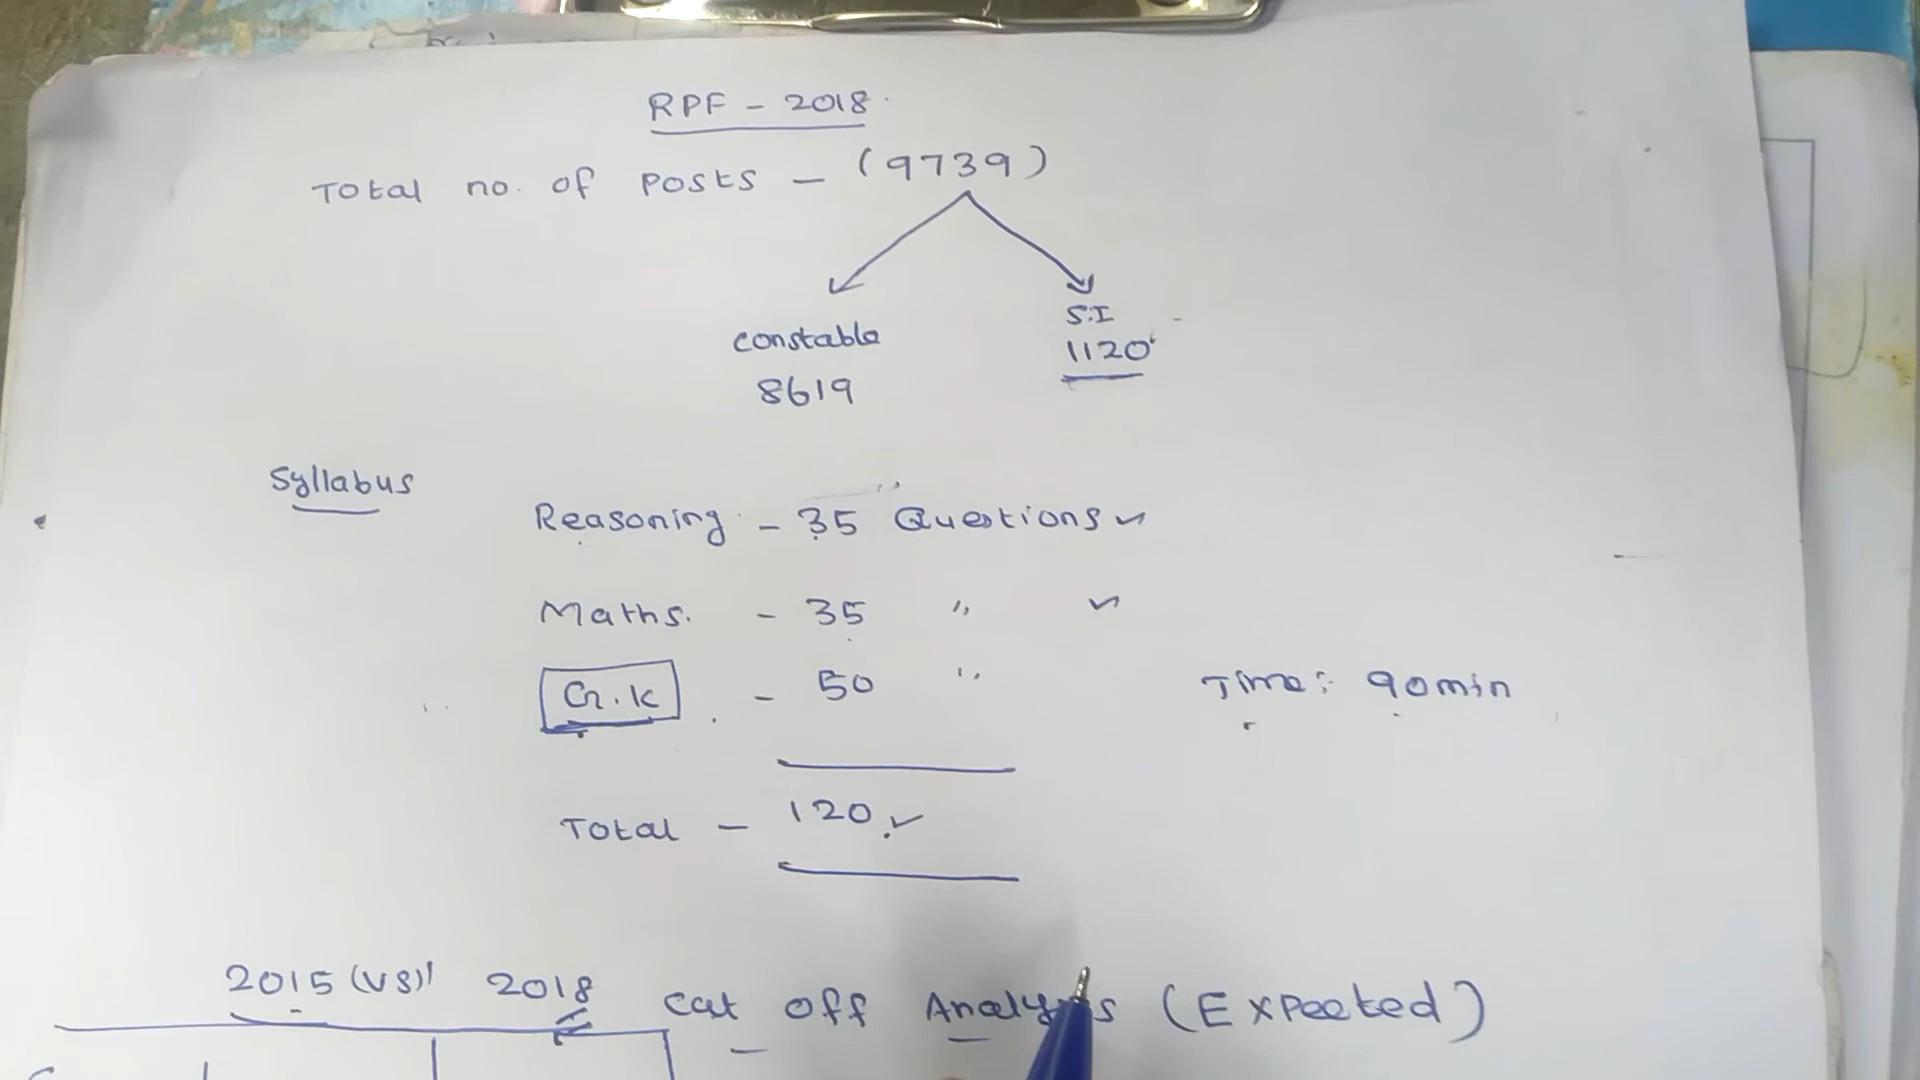 RPF - 2018
Total no. of posts - (9739)
constable
8619
S.I
1120
Syllabus
Reasoning - 35 Questions
Maths. - 35 "
G.K - 50 "
Time: 90min
Total - 120
2015 (VS) 2018 Cut off Analysis (Expected)